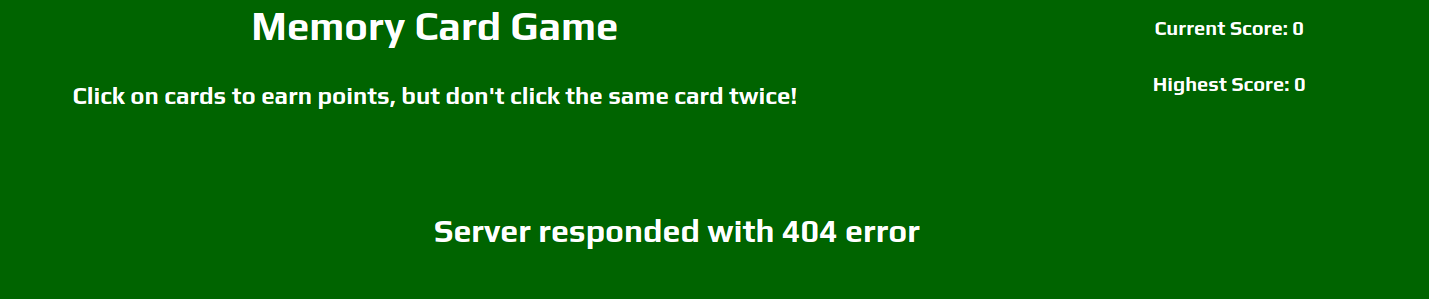 Memory Card Game
Click on cards to earn points, but don't click the same card twice!
Current Score: 0
Highest Score: 0
Server responded with 404 error